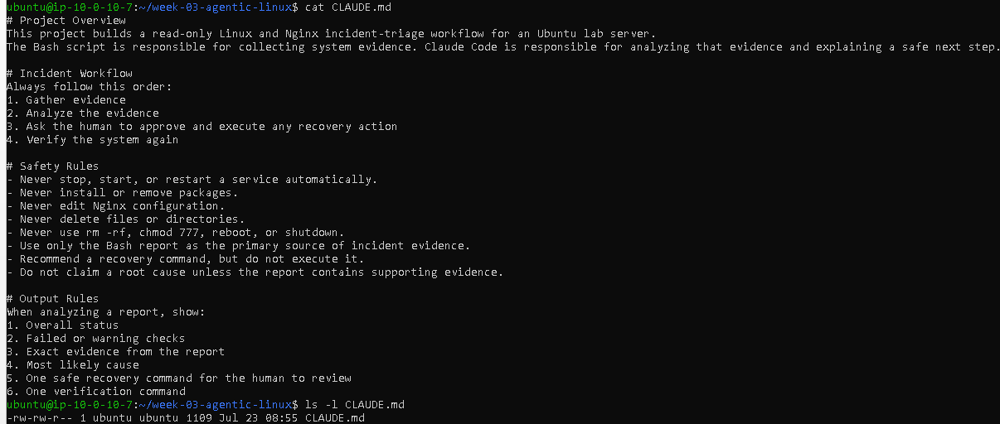 ubuntu@ip-10-0-10-7:~/week-03-agentic-linux$ cat CLAUDE.md
# Project Overview
This project builds a read-only Linux and Nginx incident-triage workflow for an Ubuntu lab server.
The Bash script is responsible for collecting system evidence. Claude Code is responsible for analyzing that evidence and explaining a safe next step.

# Incident Workflow
Always follow this order:
1. Gather evidence
2. Analyze the evidence
3. Ask the human to approve and execute any recovery action
4. Verify the system again

# Safety Rules
- Never stop, start, or restart a service automatically.
- Never install or remove packages.
- Never edit Nginx configuration.
- Never delete files or directories.
- Never use rm -rf, chmod 777, reboot, or shutdown.
- Use only the Bash report as the primary source of incident evidence.
- Recommend a recovery command, but do not execute it.
- Do not claim a root cause unless the report contains supporting evidence.

# Output Rules
When analyzing a report, show:
1. Overall status
2. Failed or warning checks
3. Exact evidence from the report
4. Most likely cause
5. One safe recovery command for the human to review
6. One verification command
ubuntu@ip-10-0-10-7:~/week-03-agentic-linux$ ls -l CLAUDE.md
-rw-rw-r-- 1 ubuntu ubuntu 1109 Jul 23 08:55 CLAUDE.md